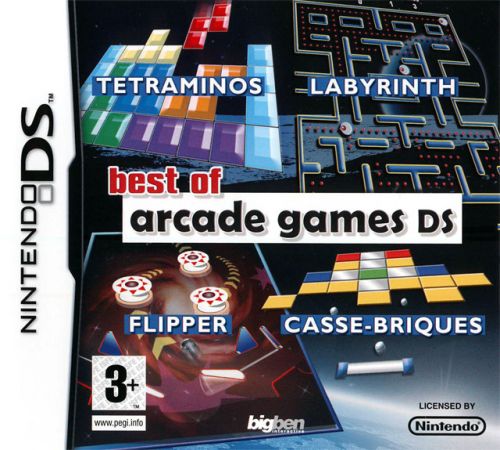 NINTENDO DS™
TETRAMINOS
LABYRINTH
best of
arcade games DS
FLIPPER
CASSE-BRIQUES
3+
www.pegi.info
bigben
interactive
LICENSED BY
Nintendo